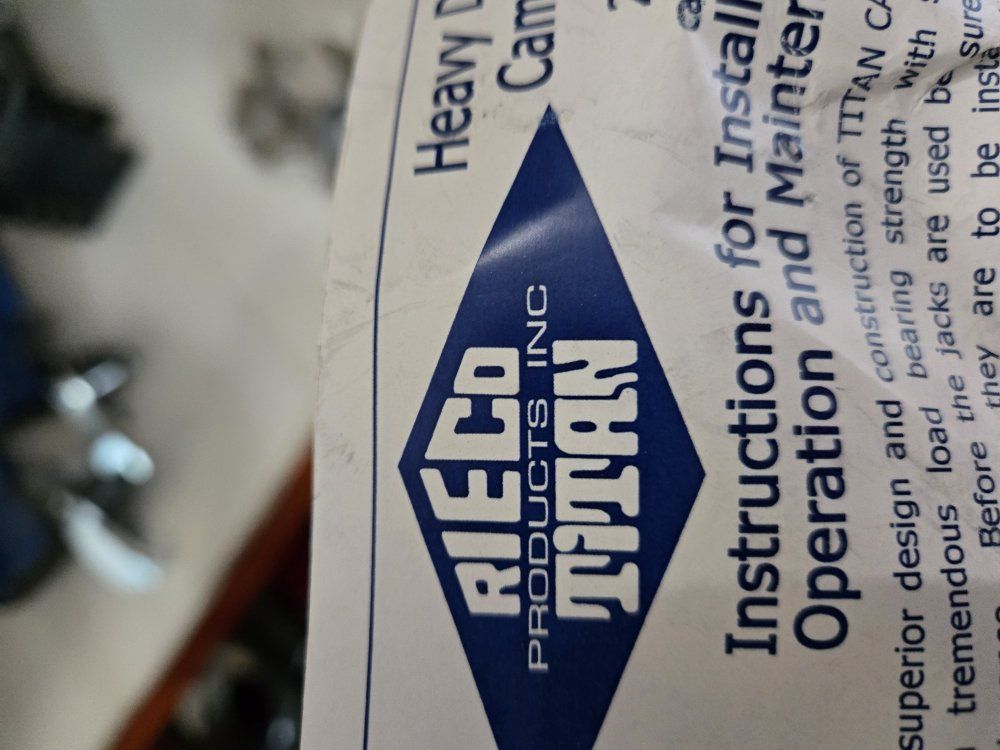 Heavy D
Cam
RIECO
PRODUCTS INC
TITAN
Instructions for Install
Operation and Mainten
superior design and construction of TITAN CA
tremendous load bearing strength with
Before the jacks are used be sure
they are to be insta